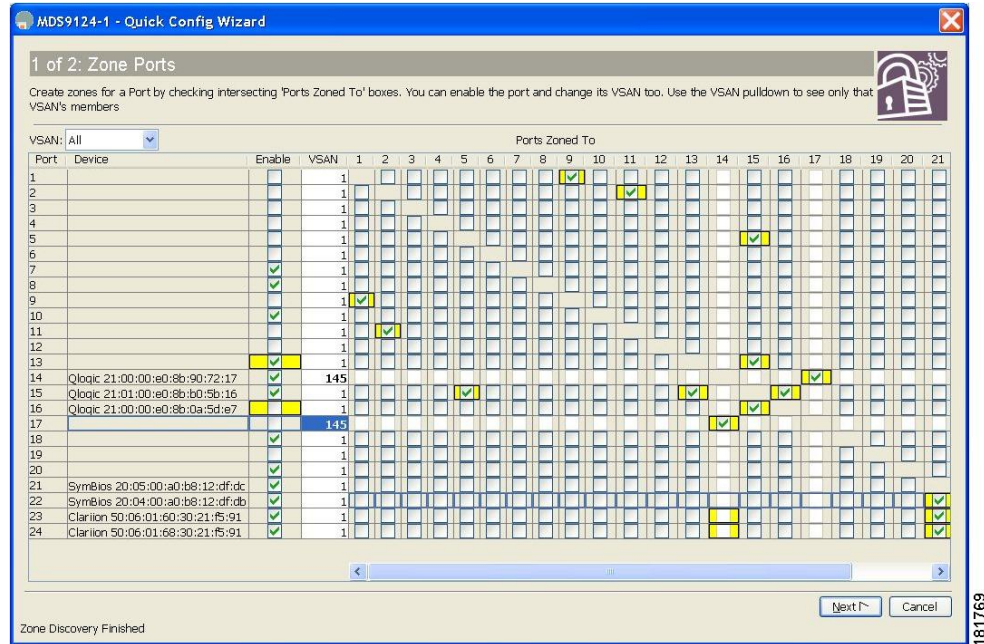 MDS9124-1 - Quick Config Wizard
1 of 2: Zone Ports
Create zones for a Port by checking intersecting 'Ports Zoned To' boxes. You can enable the port and change its VSAN too. Use the VSAN pulldown to see only that
VSAN's members
VSAN: All
Ports Zoned To
Port Device Enable VSAN 1 2 3 4 5 6 7 8 9 10 11 12 13 14 15 16 17 18 19 20 21
1 1
2 1
3 1
4 1
5 1
6 1
7 1
8 1
9 1
10 1
11 1
12 1
13 1
14 Qlogic 21:00:00:e0:8b:90:72:17 145
15 Qlogic 21:01:00:e0:8b:b0:5b:16 1
16 Qlogic 21:00:00:e0:8b:0a:5d:e7 1
17 145
18 1
19 1
20 1
21 SymBios 20:05:00:a0:b8:12:df:dc 1
22 SymBios 20:04:00:a0:b8:12:df:db 1
23 Clariion 50:06:01:60:30:21:f5:91 1
24 Clariion 50:06:01:68:30:21:f5:91 1
Next
Cancel
Zone Discovery Finished
181769